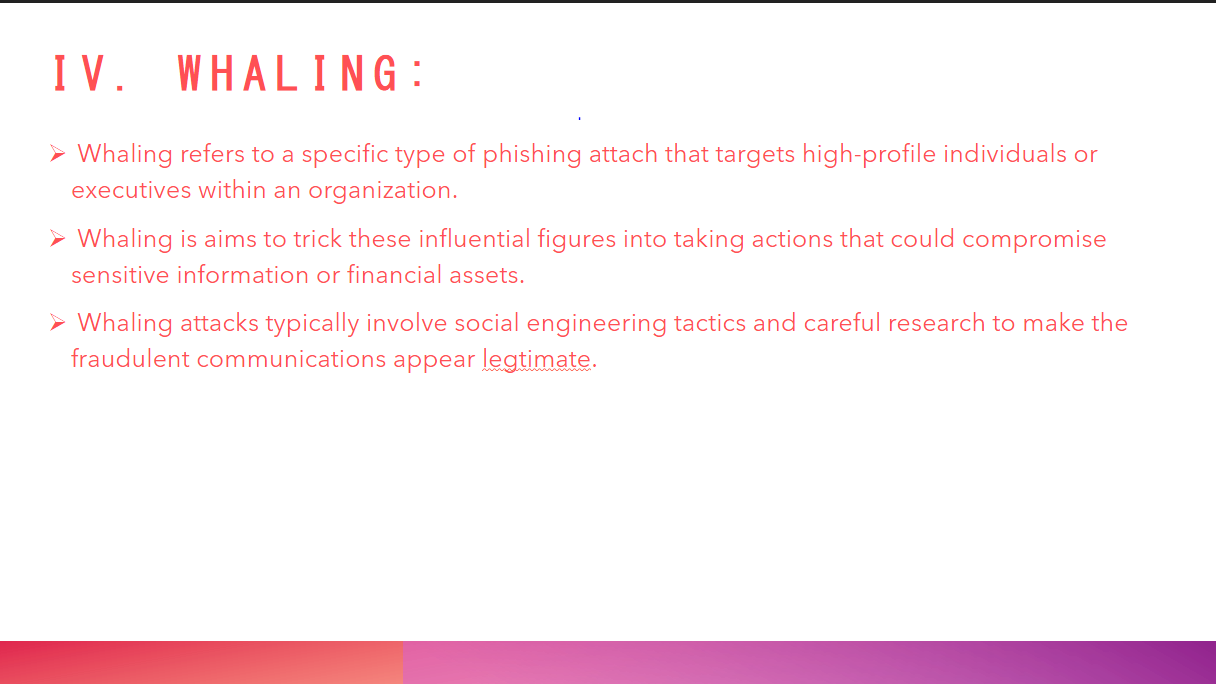 IV. WHALING:
➢ Whaling refers to a specific type of phishing attach that targets high-profile individuals or
executives within an organization.
➢ Whaling is aims to trick these influential figures into taking actions that could compromise
sensitive information or financial assets.
➢ Whaling attacks typically involve social engineering tactics and careful research to make the
fraudulent communications appear legtimate.